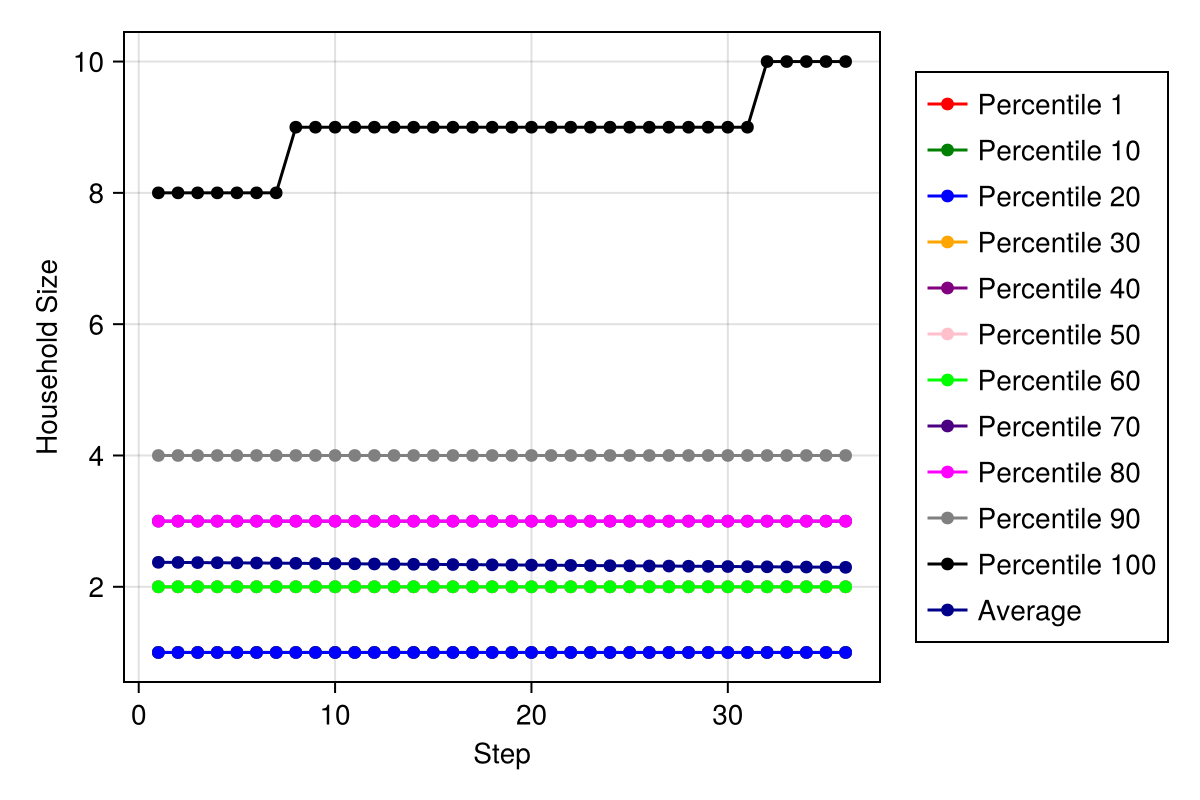 10
8
6
4
2
Household Size
0 10 20 30
Step
Percentile 1
Percentile 10
Percentile 20
Percentile 30
Percentile 40
Percentile 50
Percentile 60
Percentile 70
Percentile 80
Percentile 90
Percentile 100
Average